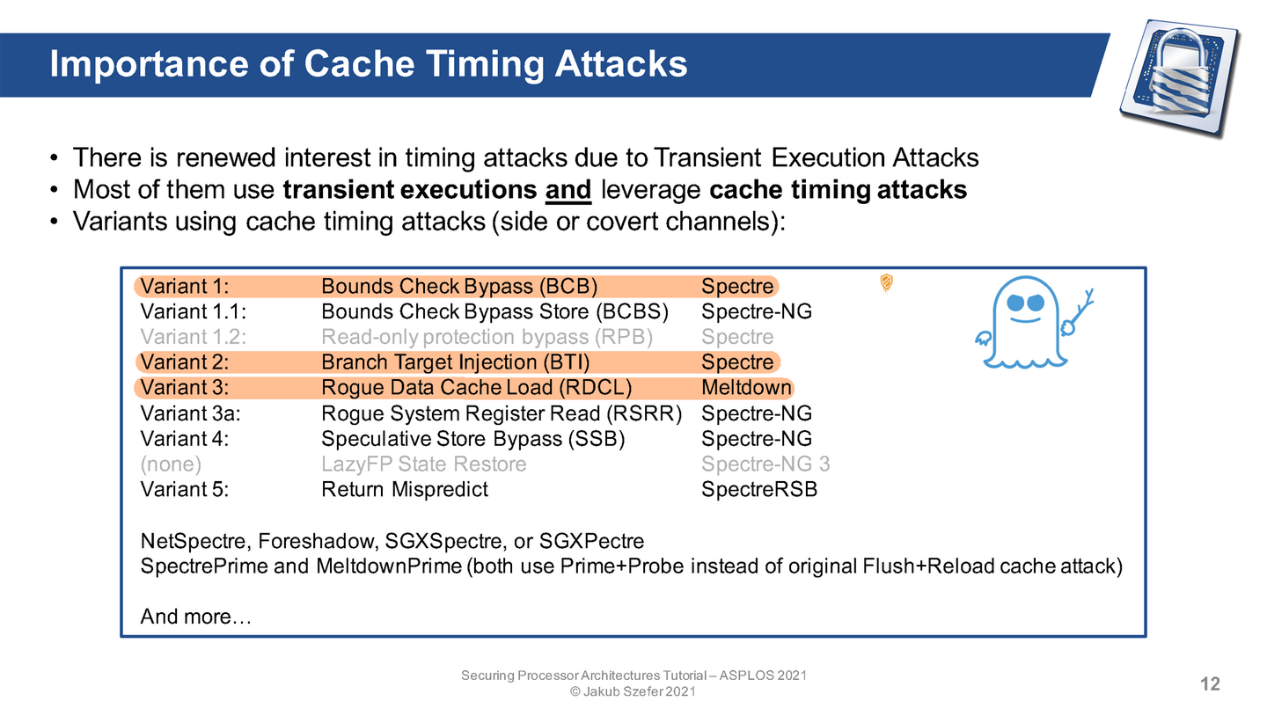 Importance of Cache Timing Attacks
• There is renewed interest in timing attacks due to Transient Execution Attacks
• Most of them use transient executions and leverage cache timing attacks
• Variants using cache timing attacks (side or covert channels):
Variant 1: Bounds Check Bypass (BCB) Spectre
Variant 1.1: Bounds Check Bypass Store (BCBS) Spectre-NG
Variant 1.2: Read-only protection bypass (RPB) Spectre
Variant 2: Branch Target Injection (BTI) Spectre
Variant 3: Rogue Data Cache Load (RDCL) Meltdown
Variant 3a: Rogue System Register Read (RSRR) Spectre-NG
Variant 4: Speculative Store Bypass (SSB) Spectre-NG
(none) LazyFP State Restore Spectre-NG 3
Variant 5: Return Mispredict SpectreRSB
NetSpectre, Foreshadow, SGXSpectre, or SGXPectre
SpectrePrime and MeltdownPrime (both use Prime+Probe instead of original Flush+Reload cache attack)
And more…
Securing Processor Architectures Tutorial – ASPLOS 2021
© Jakub Szefer 2021
12